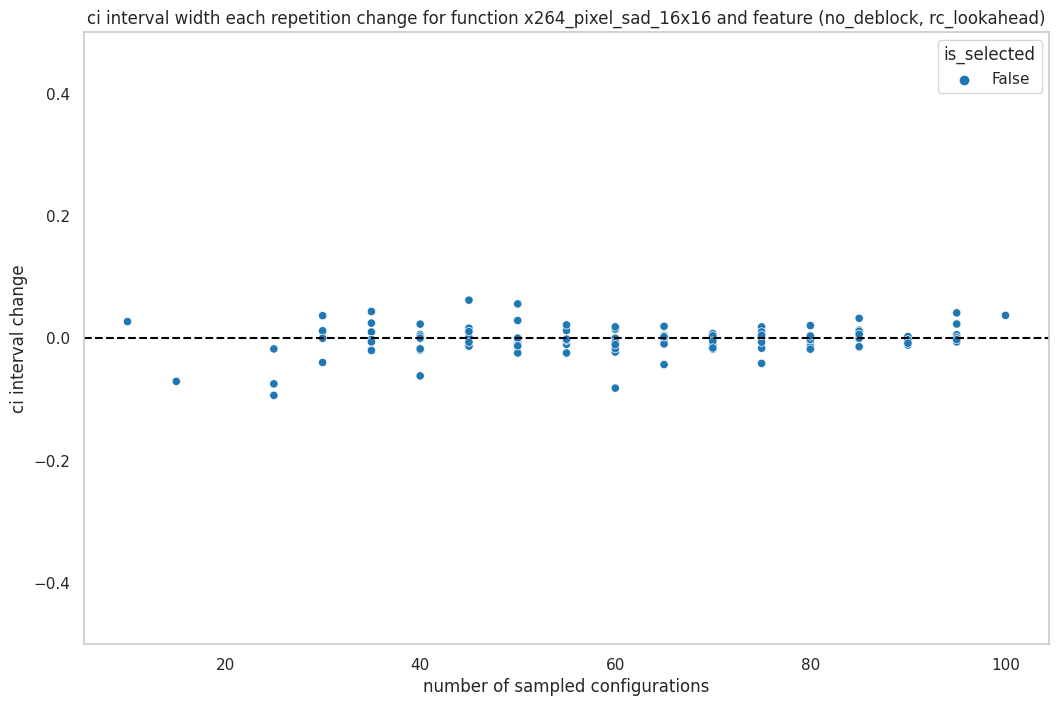 ci interval width each repetition change for function x264_pixel_sad_16x16 and feature (no_deblock, rc_lookahead)
is_selected
False
0.4
0.2
0.0
−0.2
−0.4
ci interval change
20
40
60
80
100
number of sampled configurations